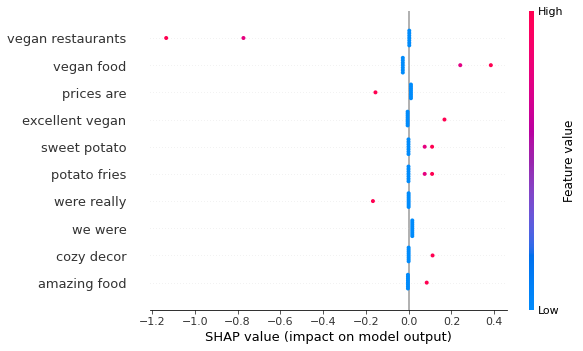 High
vegan restaurants
vegan food
prices are
excellent vegan
sweet potato
potato fries
were really
we were
cozy decor
amazing food
Feature value
Low
−1.2 −1.0 −0.8 −0.6 −0.4 −0.2 0.0 0.2 0.4
SHAP value (impact on model output)